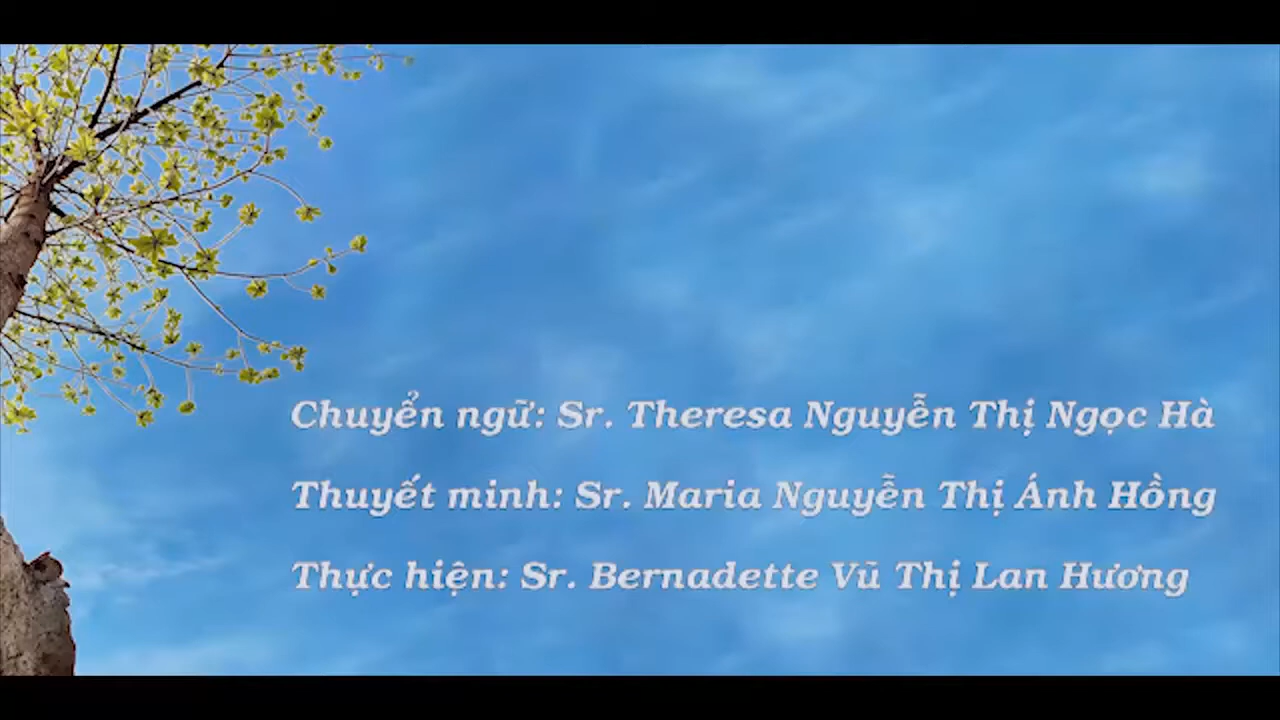 Chuyển ngữ: Sr. Theresa Nguyễn Thị Ngọc Hà
Thuyết minh: Sr. Maria Nguyễn Thị Ánh Hồng
Thực hiện: Sr. Bernadette Vũ Thị Lan Hương